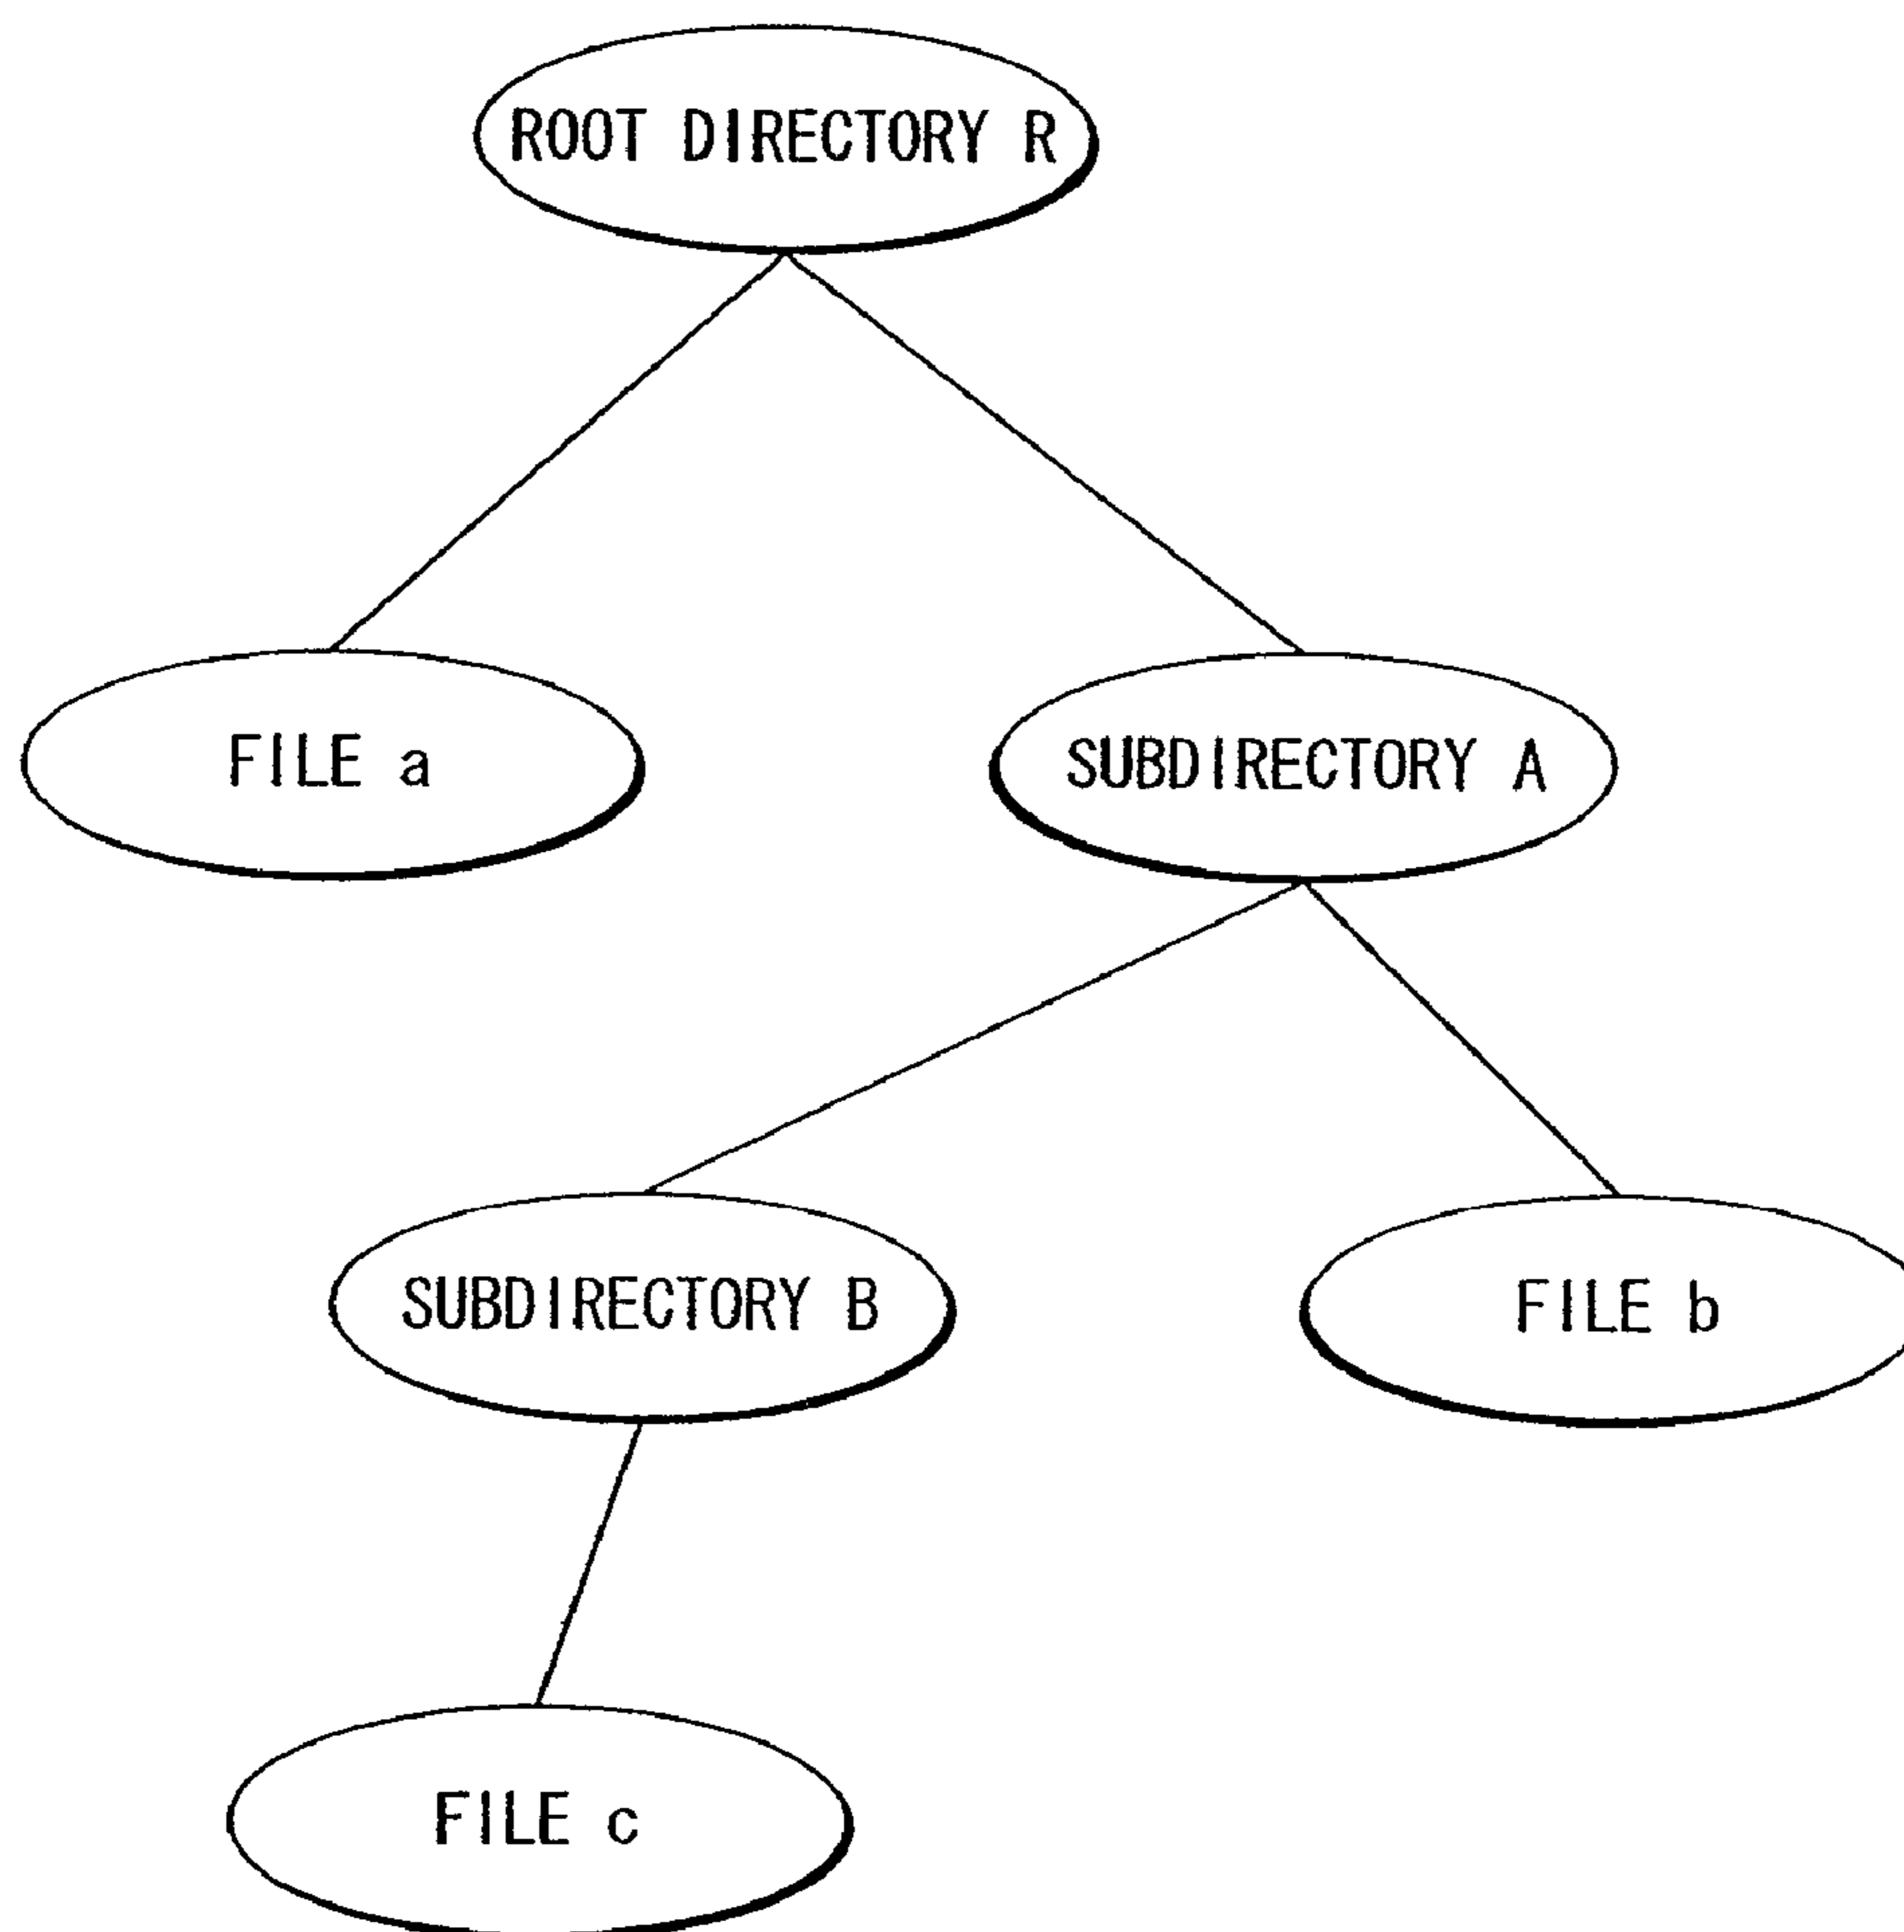 ROOT DIRECTORY R
FILE a
SUBDIRECTORY A
SUBDIRECTORY B
FILE b
FILE c